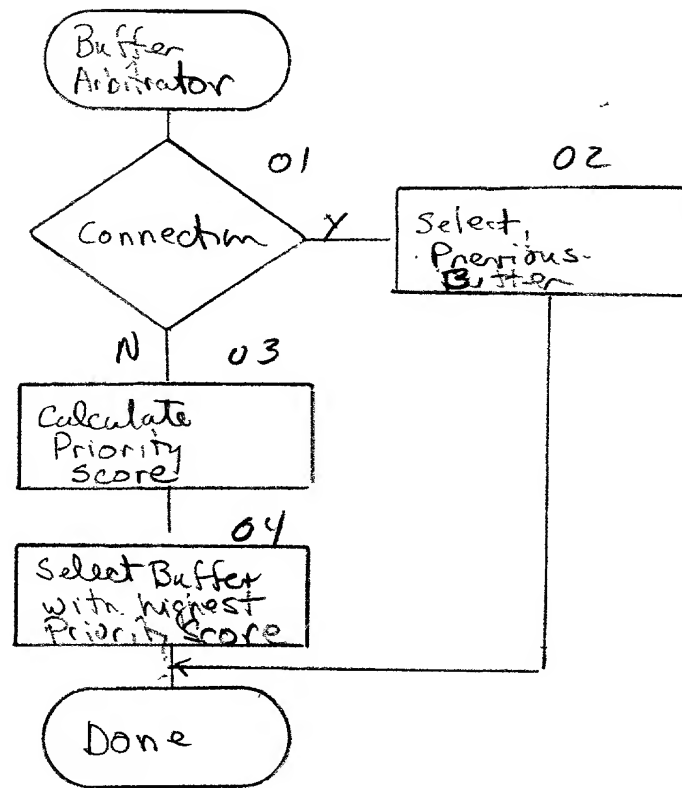 Buffer
Arbitrator
01
02
Connection
Y
Select
Previous
Buffer
N
03
Calculate
Priority
Score
04
Select Buffer
with highest
Priority Score
Done